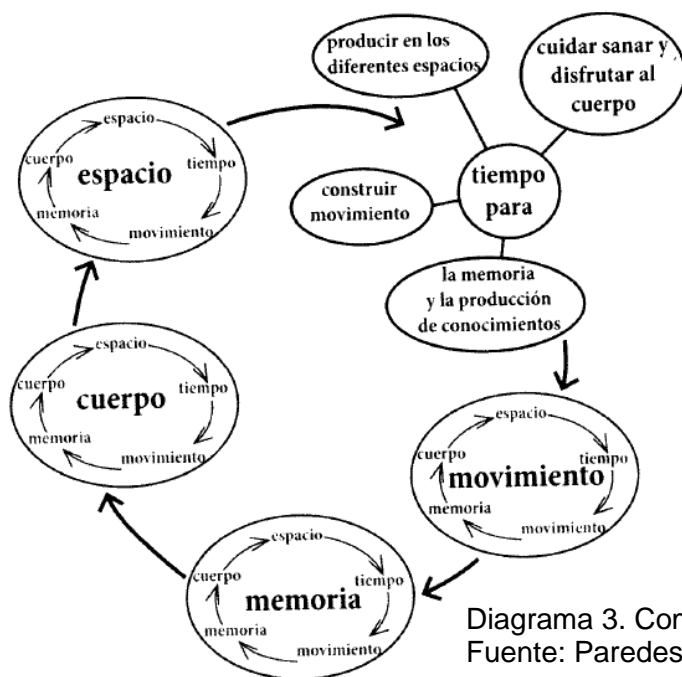 producir en los
diferentes espacios
cuidar sanar y
disfrutar al
cuerpo
tiempo
para
construir
movimiento
la memoria
y la producción
de conocimientos
espacio
espacio
tiempo
movimiento
memoria
cuerpo
cuerpo
espacio
tiempo
movimiento
memoria
cuerpo
movimiento
espacio
tiempo
movimiento
memoria
cuerpo
memoria
espacio
tiempo
movimiento
memoria
cuerpo
Diagrama 3. Con
Fuente: Paredes